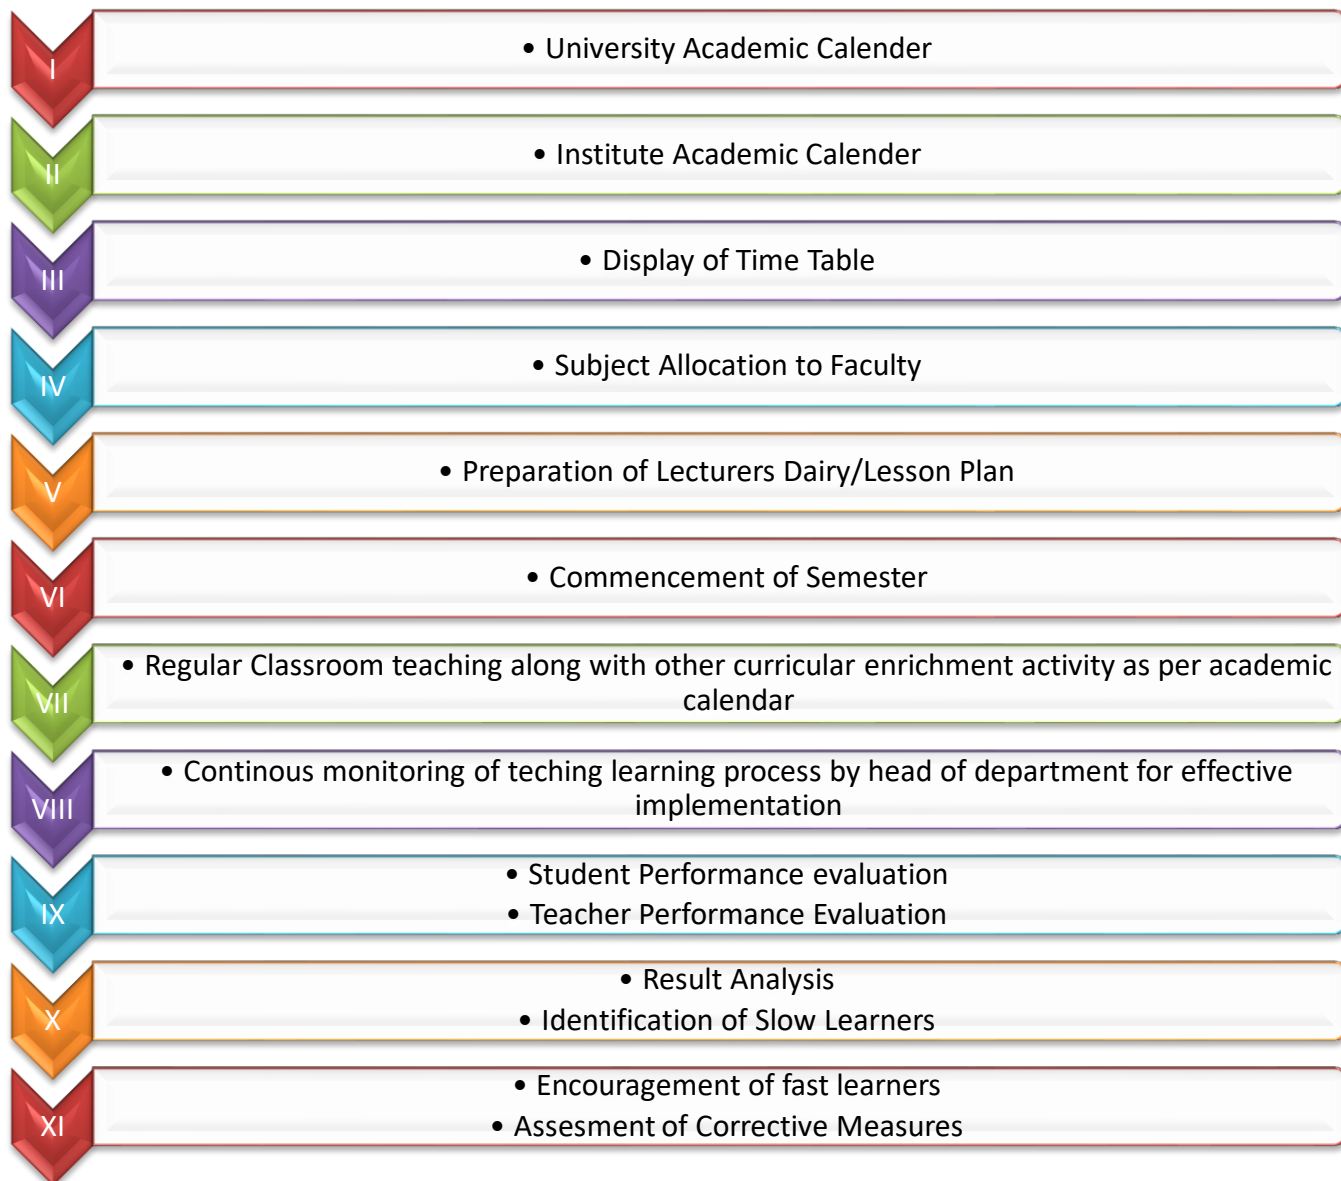 I
• University Academic Calender
II
• Institute Academic Calender
III
• Display of Time Table
IV
• Subject Allocation to Faculty
V
• Preparation of Lecturers Dairy/Lesson Plan
VI
• Commencement of Semester
VII
• Regular Classroom teaching along with other curricular enrichment activity as per academic
calendar
VIII
• Continous monitoring of teching learning process by head of department for effective
implementation
IX
• Student Performance evaluation
• Teacher Performance Evaluation
X
• Result Analysis
• Identification of Slow Learners
XI
• Encouragement of fast learners
• Assesment of Corrective Measures